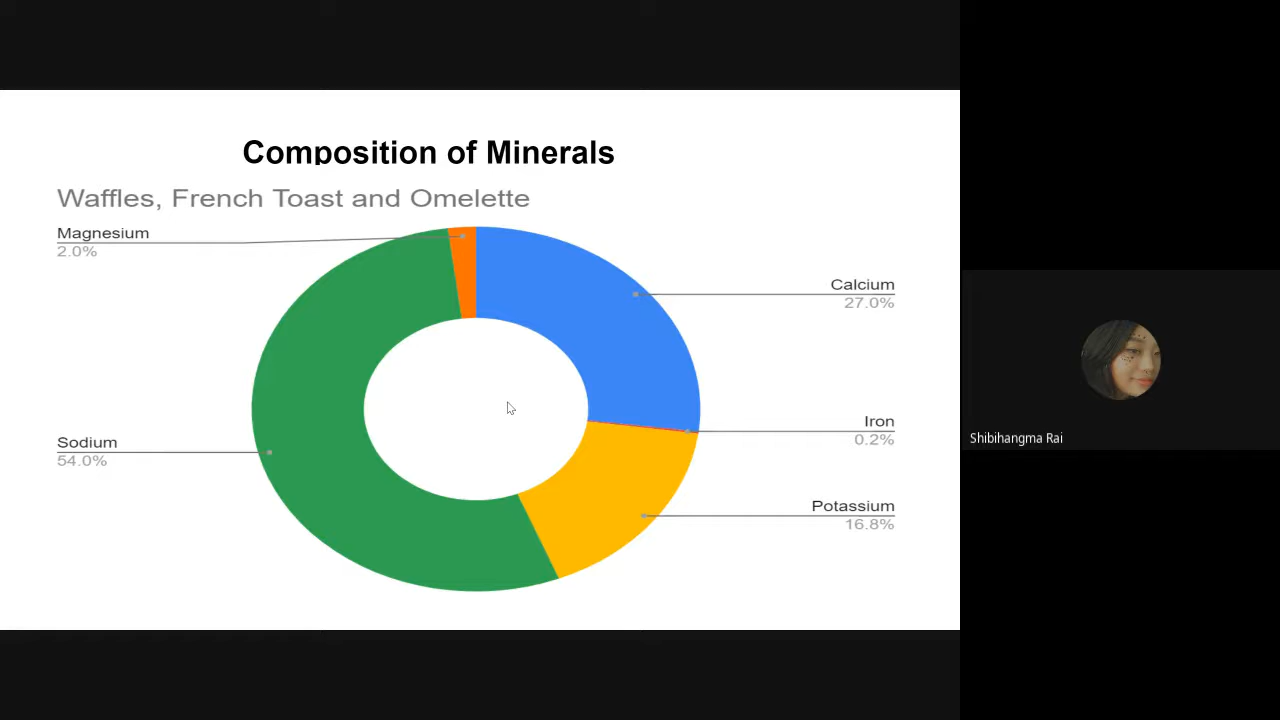 Composition of Minerals
Waffles, French Toast and Omelette
Magnesium
2.0%
Calcium
27.0%
Iron
0.2%
Sodium
54.0%
Potassium
16.8%
Shibihangma Rai